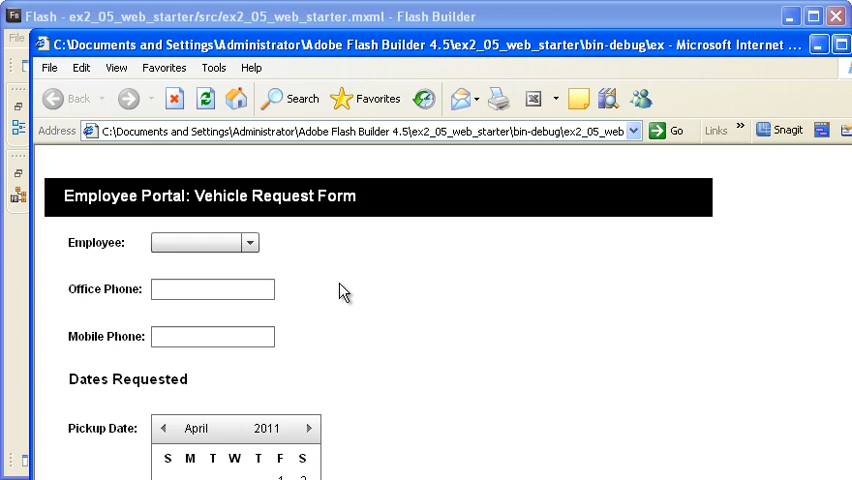 Flash - ex2_05_web_starter/src/ex2_05_web_starter.mxml - Flash Builder
File
C:\Documents and Settings\Administrator\Adobe Flash Builder 4.5\ex2_05_web_starter\bin-debug\ex - Microsoft Internet ...
File Edit View Favorites Tools Help
Back Search Favorites
Address C:\Documents and Settings\Administrator\Adobe Flash Builder 4.5\ex2_05_web_starter\bin-debug\ex2_05_web Go Links » Snagit
Employee Portal: Vehicle Request Form
Employee:
Office Phone:
Mobile Phone:
Dates Requested
Pickup Date: April 2011
S M T W T F S
1 2